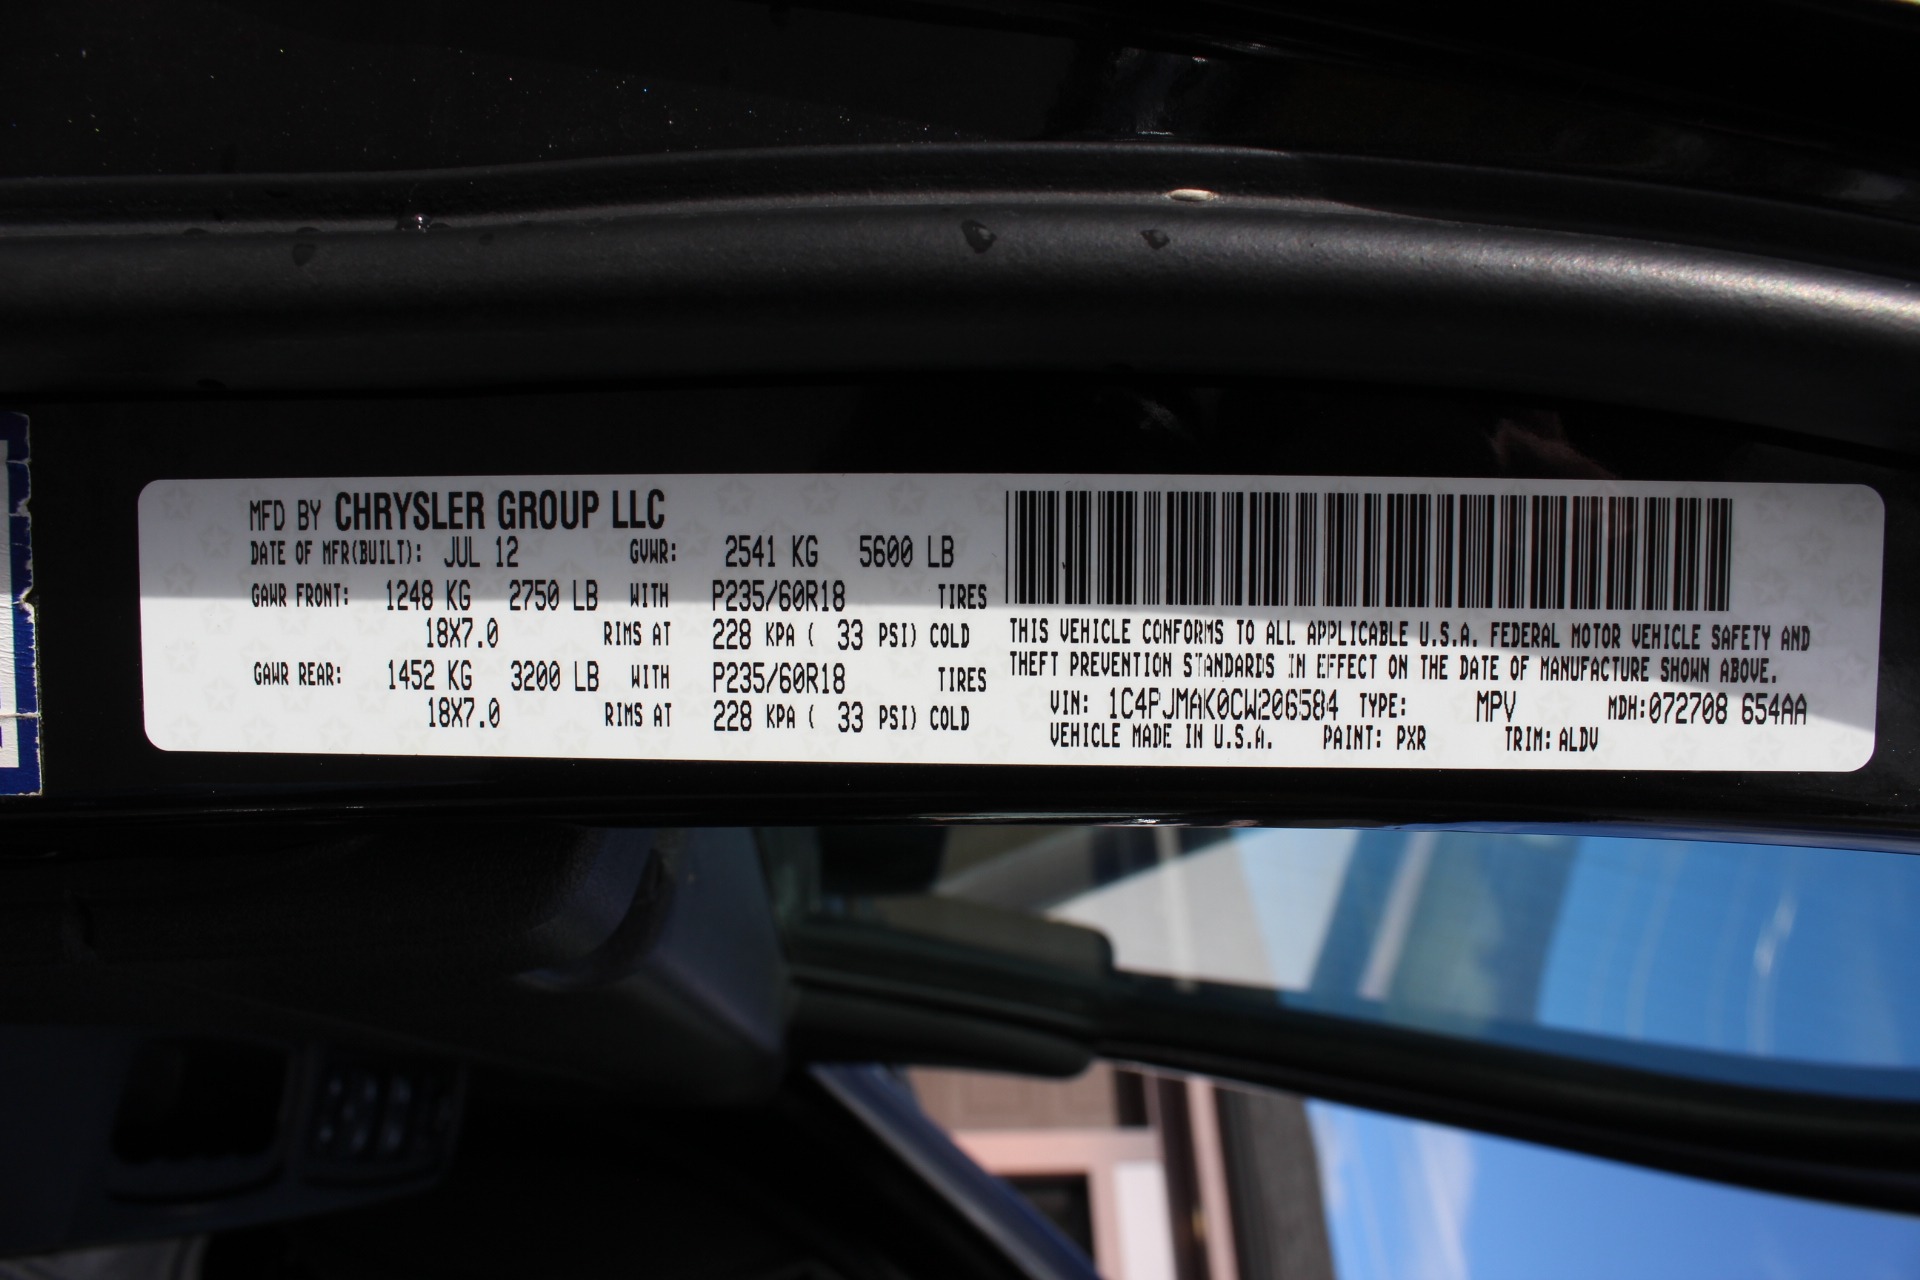 MFD BY CHRYSLER GROUP LLC
DATE OF MFR(BUILT): JUL 12 GVWR: 2541 KG 5600 LB
GAWR FRONT: 1248 KG 2750 LB WITH P235/60R18 TIRES
18X7.0 RIMS AT 228 KPA ( 33 PSI) COLD
GAWR REAR: 1452 KG 3200 LB WITH P235/60R18 TIRES
18X7.0 RIMS AT 228 KPA ( 33 PSI) COLD
THIS VEHICLE CONFORMS TO ALL APPLICABLE U.S.A. FEDERAL MOTOR VEHICLE SAFETY AND
THEFT PREVENTION STANDARDS IN EFFECT ON THE DATE OF MANUFACTURE SHOWN ABOVE.
VIN: 1C4PJMAK0CW206584 TYPE: MPV MDH:072708 654AA
VEHICLE MADE IN U.S.A. PAINT: PXR TRIM: ALDV